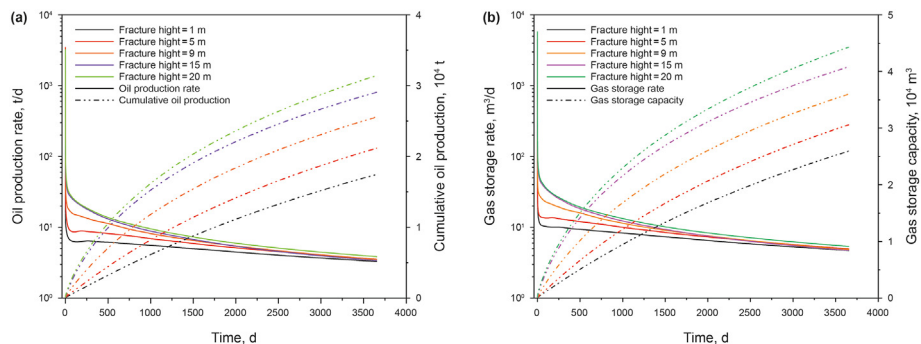 (a)
Fracture hight = 1 m
Fracture hight = 5 m
Fracture hight = 9 m
Fracture hight = 15 m
Fracture hight = 20 m
Oil production rate
Cumulative oil production
Oil production rate, t/d
10⁴
10³
10²
10¹
10⁰
Cumulative oil production, 10⁴ t
4
3
2
1
0
0 500 1000 1500 2000 2500 3000 3500 4000
Time, d
(b)
Fracture hight = 1 m
Fracture hight = 5 m
Fracture hight = 9 m
Fracture hight = 15 m
Fracture hight = 20 m
Gas storage rate
Gas storage capacity
Gas storage rate, m³/d
10⁴
10³
10²
10¹
10⁰
Gas storage capacity, 10⁴ m³
5
4
3
2
1
0
0 500 1000 1500 2000 2500 3000 3500 4000
Time, d